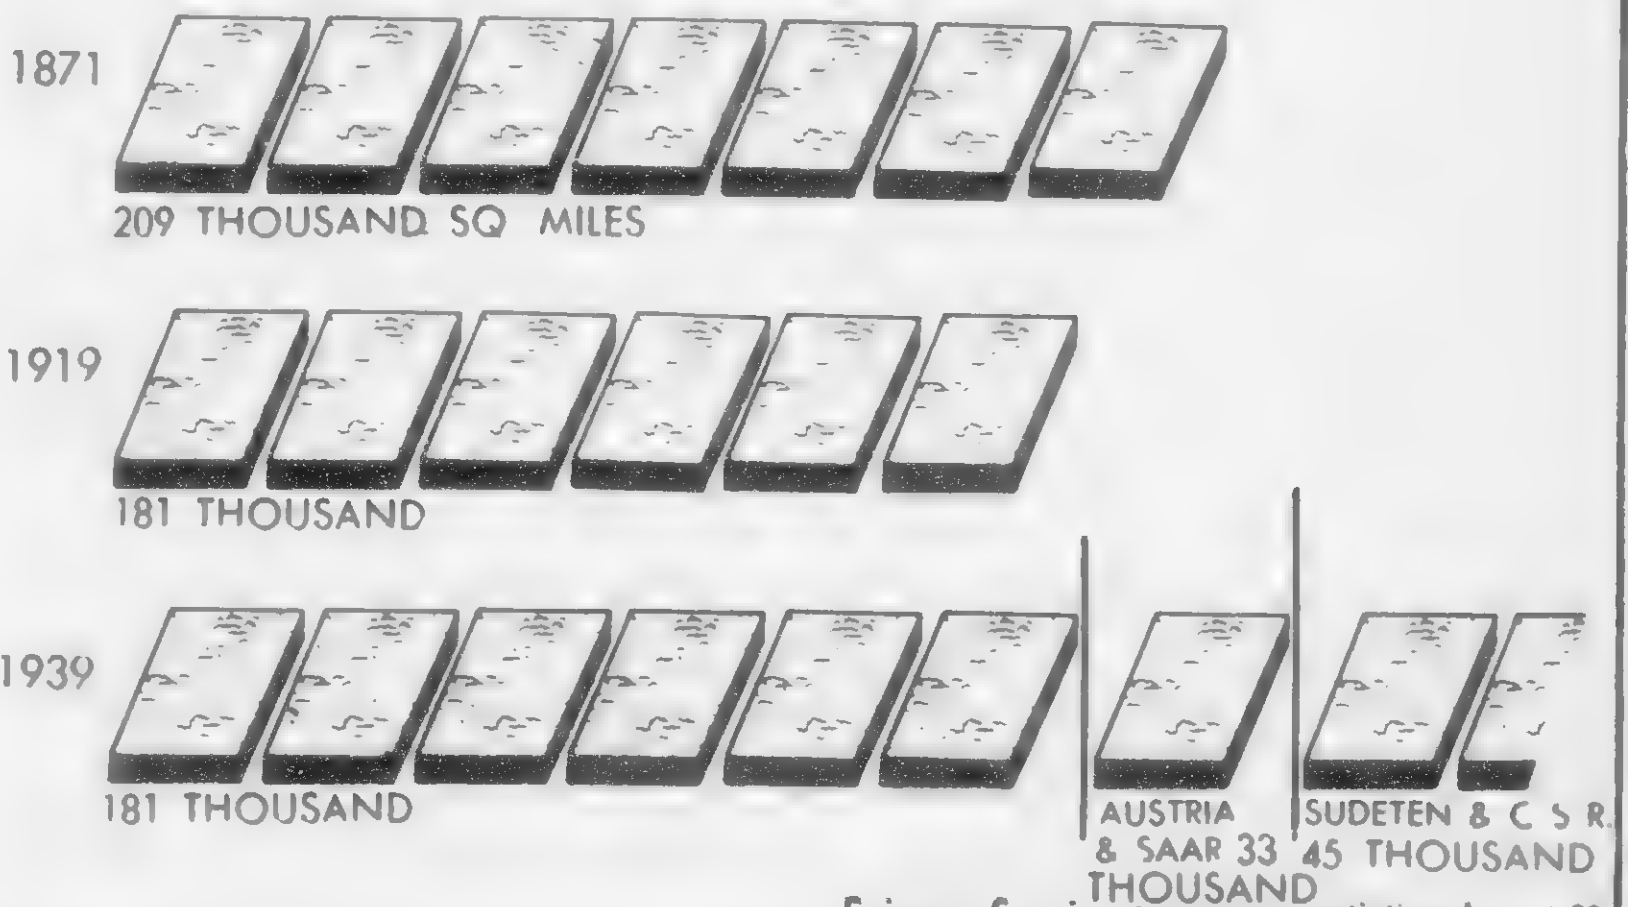 1871
209 THOUSAND SQ MILES
1919
181 THOUSAND
1939
181 THOUSAND
AUSTRIA
& SAAR 33
THOUSAND
SUDETEN & C S R.
45 THOUSAND